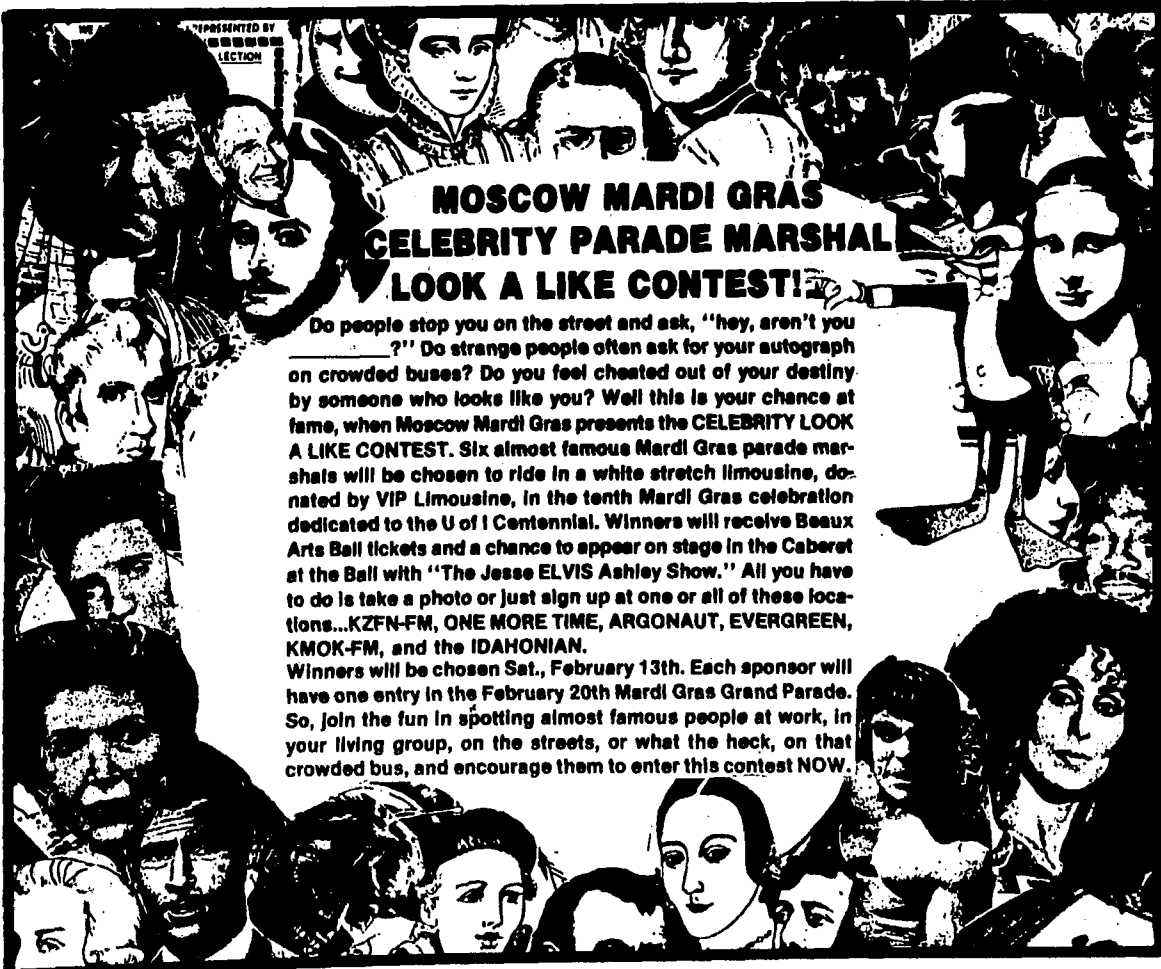 WE
REPRESENTED BY
LECTION
MOSCOW MARDI GRAS
CELEBRITY PARADE MARSHAL
LOOK A LIKE CONTEST!
Do people stop you on the street and ask, "hey, aren't you
________?" Do strange people often ask for your autograph
on crowded buses? Do you feel cheated out of your destiny
by someone who looks like you? Well this is your chance at
fame, when Moscow Mardi Gras presents the CELEBRITY LOOK
A LIKE CONTEST. Six almost famous Mardi Gras parade mar-
shals will be chosen to ride in a white stretch limousine, do-
nated by VIP Limousine, in the tenth Mardi Gras celebration
dedicated to the U of I Centennial. Winners will receive Beaux
Arts Ball tickets and a chance to appear on stage in the Caberet
at the Ball with "The Jesse ELVIS Ashley Show." All you have
to do is take a photo or just sign up at one or all of these loca-
tions...KZFN-FM, ONE MORE TIME, ARGONAUT, EVERGREEN,
KMOK-FM, and the IDAHONIAN.
Winners will be chosen Sat., February 13th. Each sponsor will
have one entry in the February 20th Mardi Gras Grand Parade.
So, join the fun in spotting almost famous people at work, in
your living group, on the streets, or what the heck, on that
crowded bus, and encourage them to enter this contest NOW.